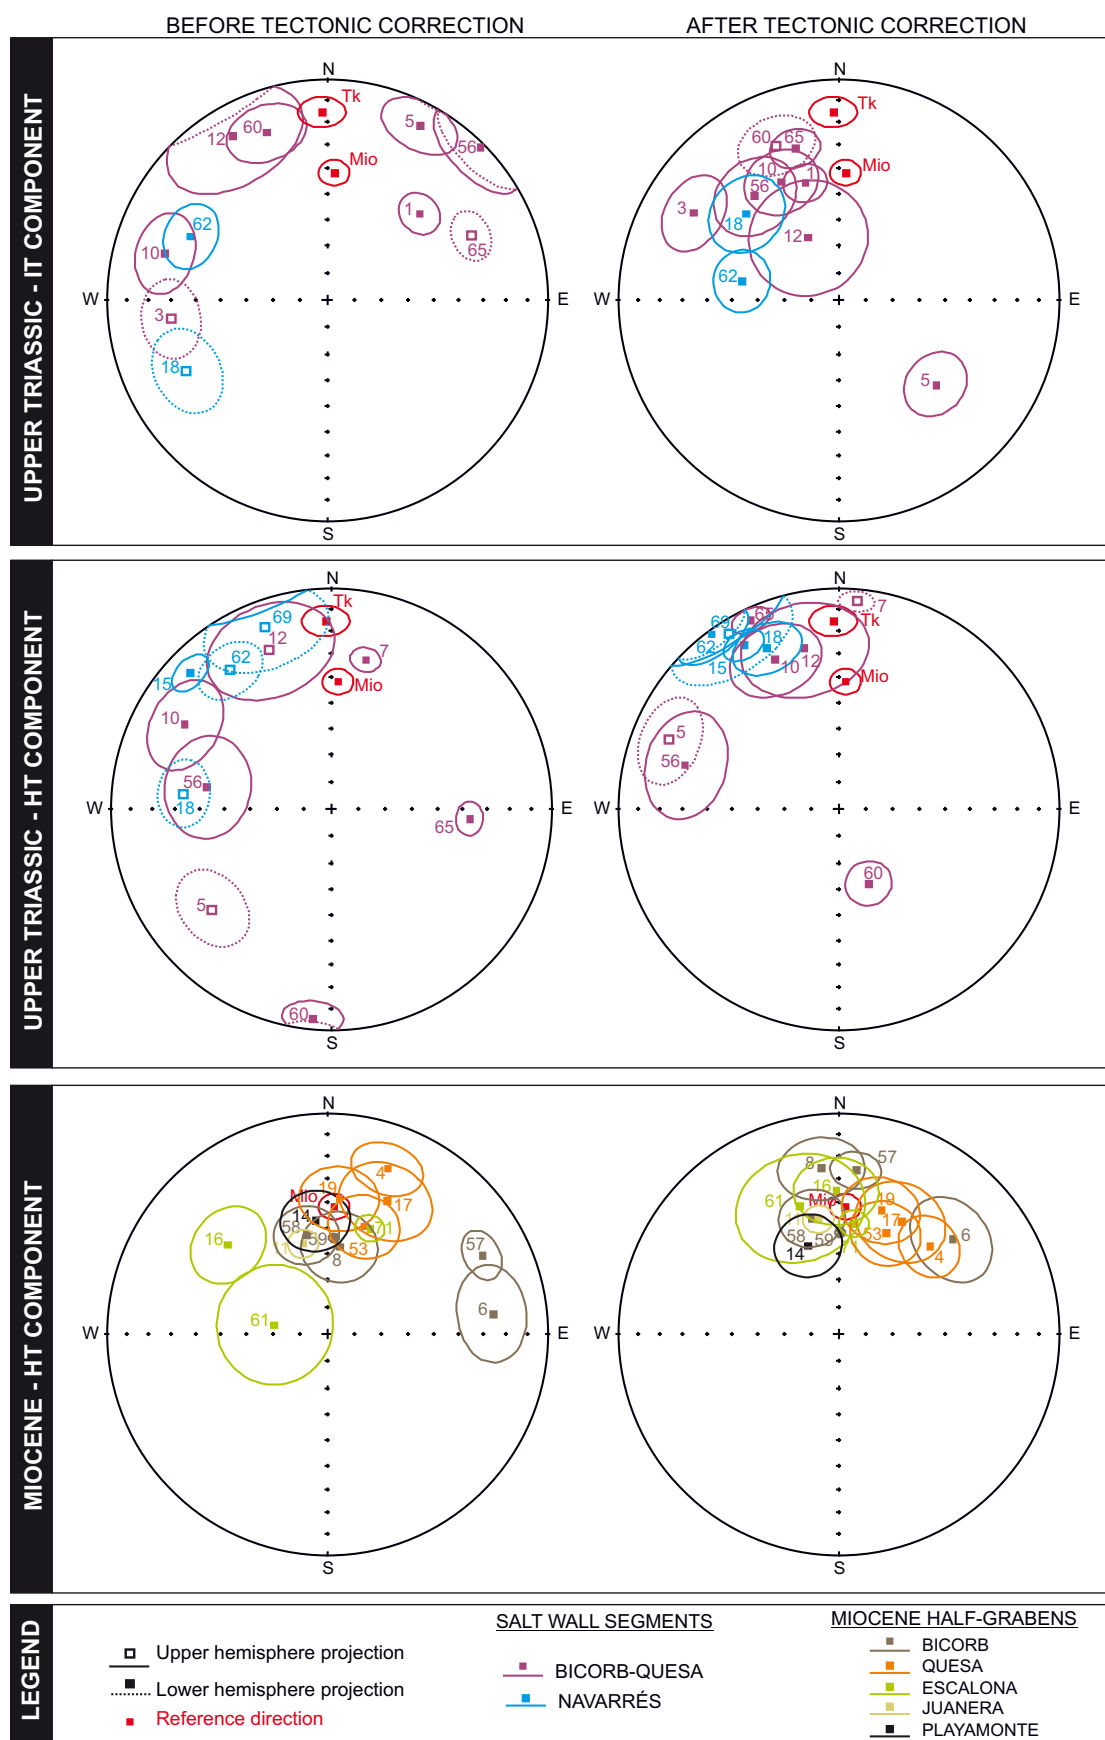 BEFORE TECTONIC CORRECTION
AFTER TECTONIC CORRECTION
UPPER TRIASSIC - IT COMPONENT
N
Tk
5
60
12
56
Mio
1
62
65
10
W
E
3
18
S
N
Tk
60
65
Mio
10
1
56
3
18
12
62
W
E
5
S
UPPER TRIASSIC - HT COMPONENT
N
Tk
69
12
7
62
15
Mio
10
56
18
W
E
65
5
60
S
N
7
65
Tk
69
62
18
15
10
12
Mio
5
56
W
E
60
S
MIOCENE - HT COMPONENT
N
4
19
Mio
17
14
58
71
16
59
1
53
57
8
61
6
W
E
S
N
57
8
16
61
Mio
19
17
11
58
59
53
6
14
71
4
W
E
S
LEGEND
Upper hemisphere projection
Lower hemisphere projection
Reference direction
SALT WALL SEGMENTS
BICORB-QUESA
NAVARRÉS
MIOCENE HALF-GRABENS
BICORB
QUESA
ESCALONA
JUANERA
PLAYAMONTE